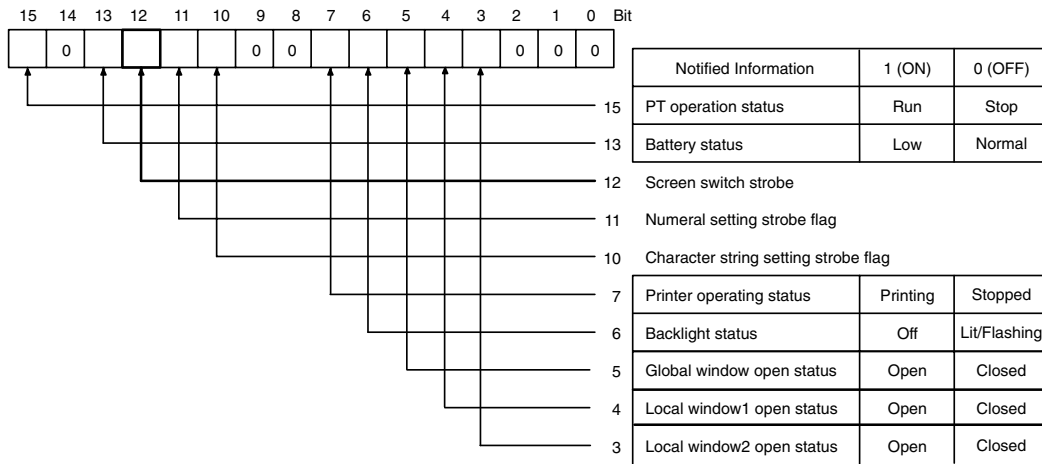 15 14 13 12 11 10 9 8 7 6 5 4 3 2 1 0 Bit
0 0 0 0 0 0
Notified Information 1 (ON) 0 (OFF)
15 PT operation status Run Stop
13 Battery status Low Normal
12 Screen switch strobe
11 Numeral setting strobe flag
10 Character string setting strobe flag
7 Printer operating status Printing Stopped
6 Backlight status Off Lit/Flashing
5 Global window open status Open Closed
4 Local window1 open status Open Closed
3 Local window2 open status Open Closed